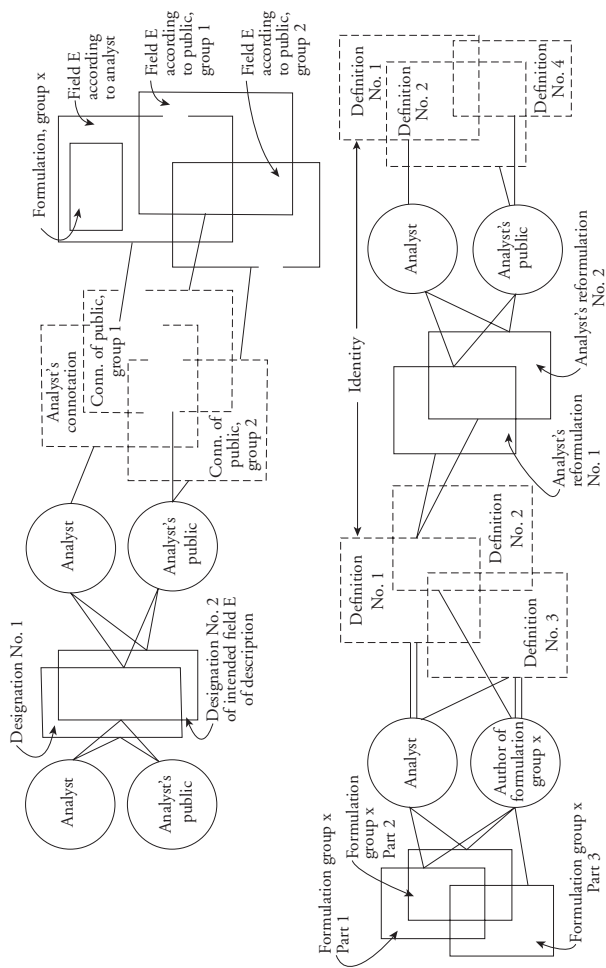 Designation No. 1
Analyst
Analyst's
public
Designation No. 2
of intended field E
of description
Analyst
Analyst's
public
Analyst's
connotation
Conn. of public,
group 1
Conn. of
public,
group 2
Formulation, group x
Field E
according
to analyst
Field E
according
to public,
group 1
Field E
according
to public,
group 2
Formulation group x
Part 1
Formulation
group x
Part 2
Formulation group x
Part 3
Analyst
Author of
formulation
group x
Definition
No. 1
Definition
No. 2
Definition
No. 3
Identity
Analyst's
reformulation
No. 1
Analyst's reformulation
No. 2
Analyst
Analyst's
public
Definition
No. 1
Definition
No. 2
Definition
No. 4